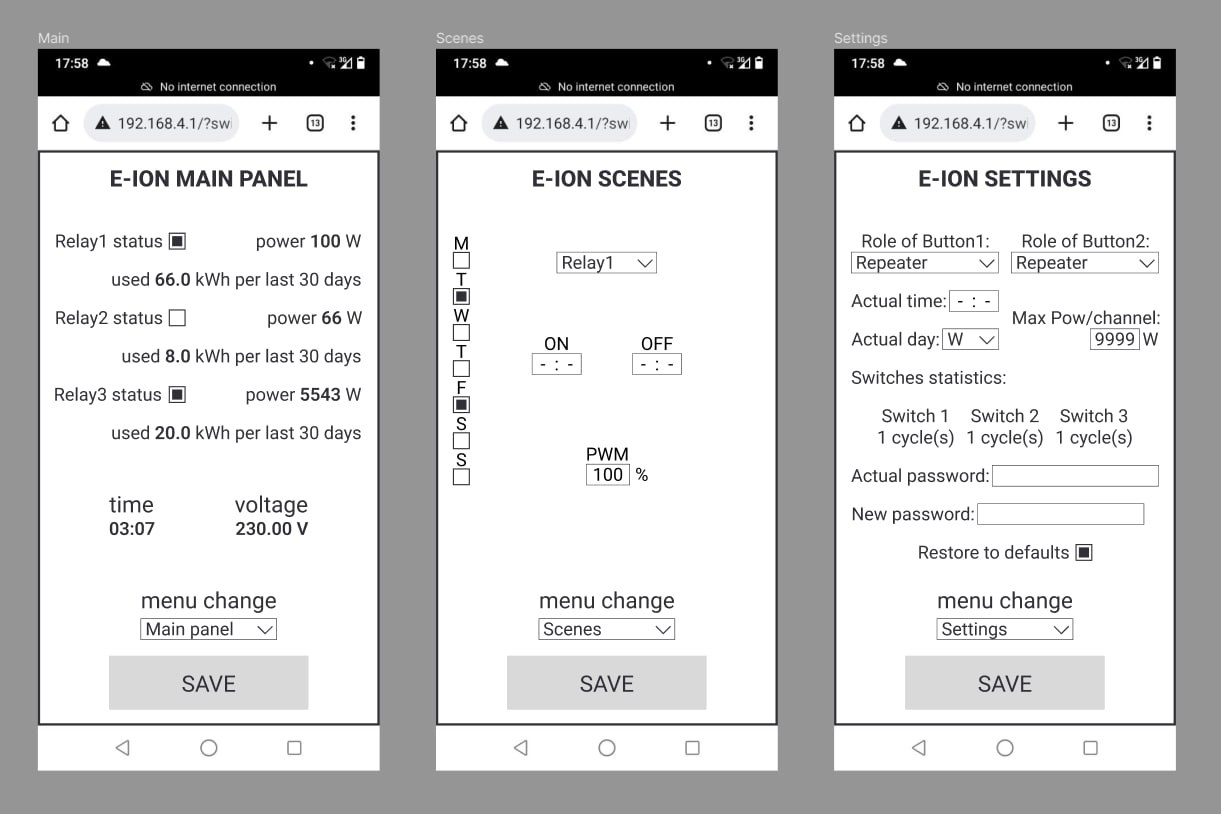 Main
17:58
3G
No internet connection
192.168.4.1/?swi
13
E-ION MAIN PANEL
Relay1 status power 100 W
used 66.0 kWh per last 30 days
Relay2 status power 66 W
used 8.0 kWh per last 30 days
Relay3 status power 5543 W
used 20.0 kWh per last 30 days
time voltage
03:07 230.00 V
menu change
Main panel
SAVE
Scenes
17:58
3G
No internet connection
192.168.4.1/?swi
13
E-ION SCENES
M
T
W
T
F
S
S
Relay1
ON OFF
- : - - : -
PWM
100 %
menu change
Scenes
SAVE
Settings
17:58
3G
No internet connection
192.168.4.1/?swi
13
E-ION SETTINGS
Role of Button1: Role of Button2:
Repeater Repeater
Actual time: - : -
Max Pow/channel:
Actual day: W 9999 W
Switches statistics:
Switch 1 Switch 2 Switch 3
1 cycle(s) 1 cycle(s) 1 cycle(s)
Actual password:
New password:
Restore to defaults
menu change
Settings
SAVE